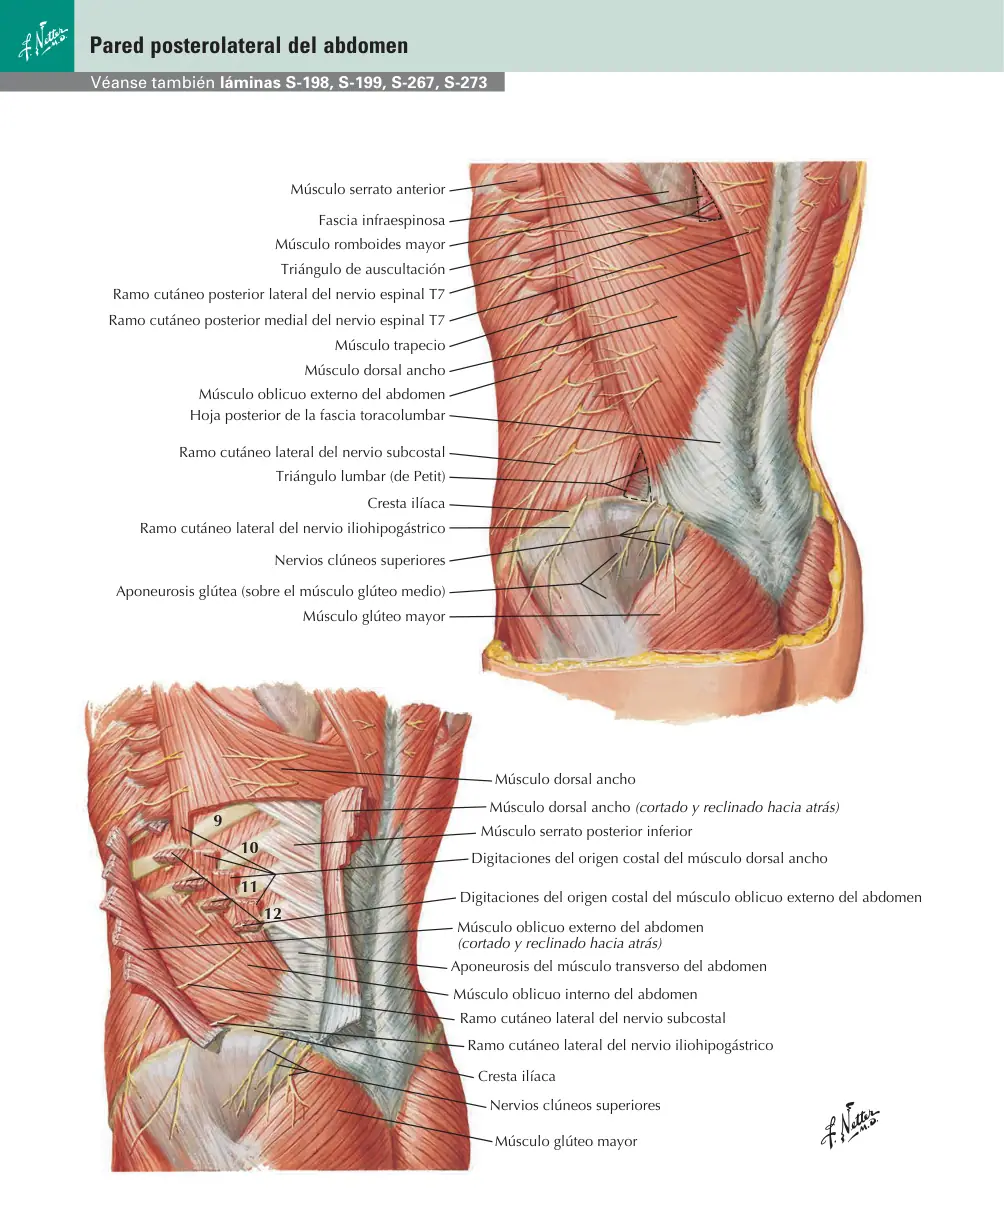 F. Netter M.D.
Pared posterolateral del abdomen
Véanse también láminas S-198, S-199, S-267, S-273
Músculo serrato anterior
Fascia infraespinosa
Músculo romboides mayor
Triángulo de auscultación
Ramo cutáneo posterior lateral del nervio espinal T7
Ramo cutáneo posterior medial del nervio espinal T7
Músculo trapecio
Músculo dorsal ancho
Músculo oblicuo externo del abdomen
Hoja posterior de la fascia toracolumbar
Ramo cutáneo lateral del nervio subcostal
Triángulo lumbar (de Petit)
Cresta ilíaca
Ramo cutáneo lateral del nervio iliohipogástrico
Nervios clúneos superiores
Aponeurosis glútea (sobre el músculo glúteo medio)
Músculo glúteo mayor
9
10
11
12
Músculo dorsal ancho
Músculo dorsal ancho (cortado y reclinado hacia atrás)
Músculo serrato posterior inferior
Digitaciones del origen costal del músculo dorsal ancho
Digitaciones del origen costal del músculo oblicuo externo del abdomen
Músculo oblicuo externo del abdomen
(cortado y reclinado hacia atrás)
Aponeurosis del músculo transverso del abdomen
Músculo oblicuo interno del abdomen
Ramo cutáneo lateral del nervio subcostal
Ramo cutáneo lateral del nervio iliohipogástrico
Cresta ilíaca
Nervios clúneos superiores
Músculo glúteo mayor
F. Netter M.D.